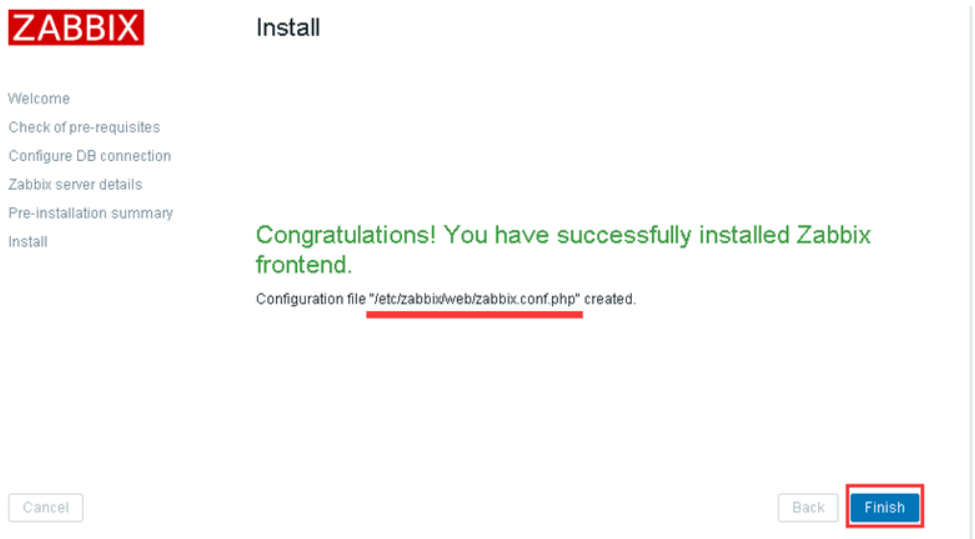 ZABBIX
Install
Welcome
Check of pre-requisites
Configure DB connection
Zabbix server details
Pre-installation summary
Install
Congratulations! You have successfully installed Zabbix
frontend.
Configuration file "/etc/zabbix/web/zabbix.conf.php" created.
Cancel
Back
Finish